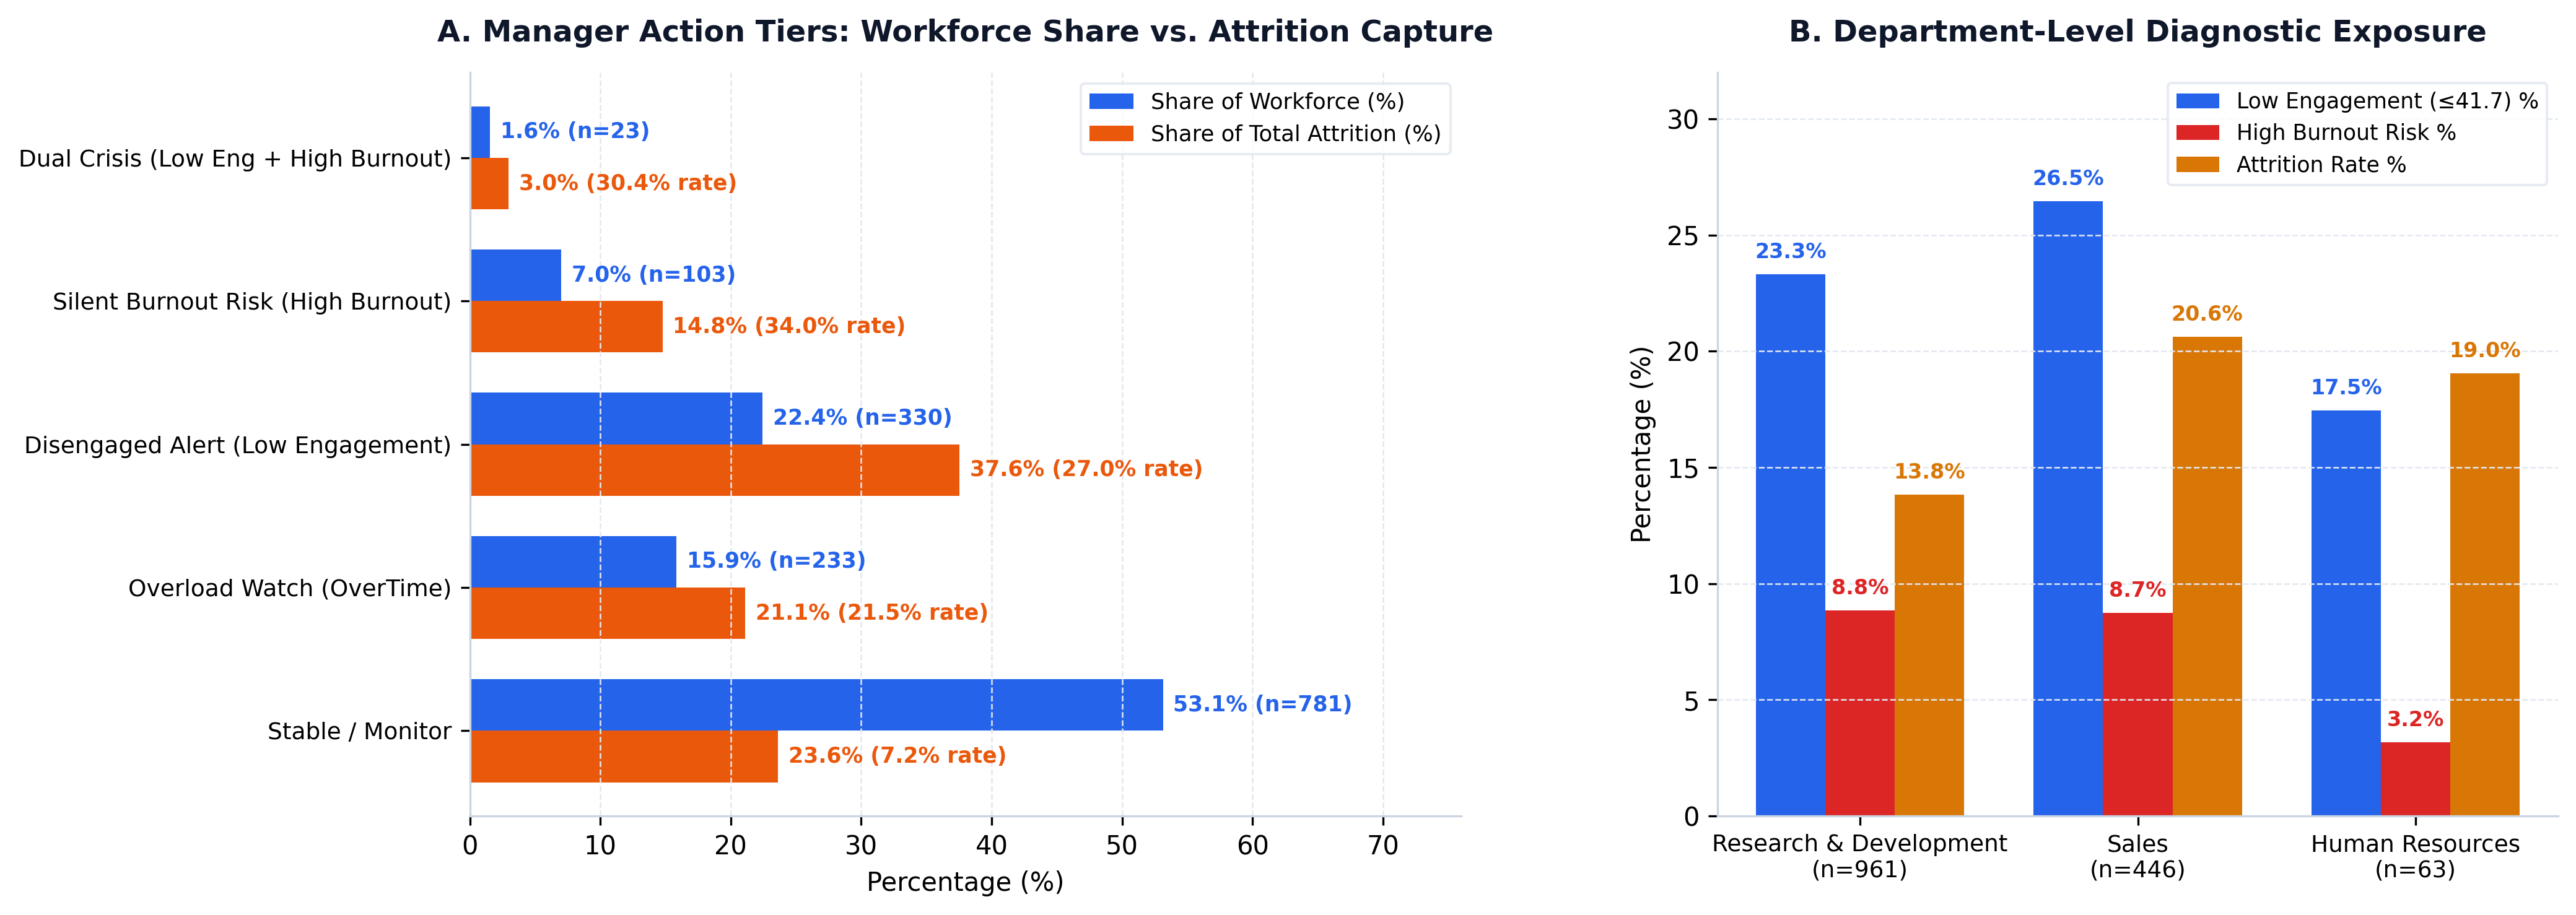 A. Manager Action Tiers: Workforce Share vs. Attrition Capture
Share of Workforce (%)
Share of Total Attrition (%)
Dual Crisis (Low Eng + High Burnout)
1.6% (n=23)
3.0% (30.4% rate)
Silent Burnout Risk (High Burnout)
7.0% (n=103)
14.8% (34.0% rate)
Disengaged Alert (Low Engagement)
22.4% (n=330)
37.6% (27.0% rate)
Overload Watch (OverTime)
15.9% (n=233)
21.1% (21.5% rate)
Stable / Monitor
53.1% (n=781)
23.6% (7.2% rate)
0 10 20 30 40 50 60 70
Percentage (%)
B. Department-Level Diagnostic Exposure
Low Engagement (≤41.7) %
High Burnout Risk %
Attrition Rate %
Percentage (%)
30
25
20
15
10
5
0
23.3%
8.8%
13.8%
26.5%
8.7%
20.6%
17.5%
3.2%
19.0%
Research & Development
(n=961)
Sales
(n=446)
Human Resources
(n=63)